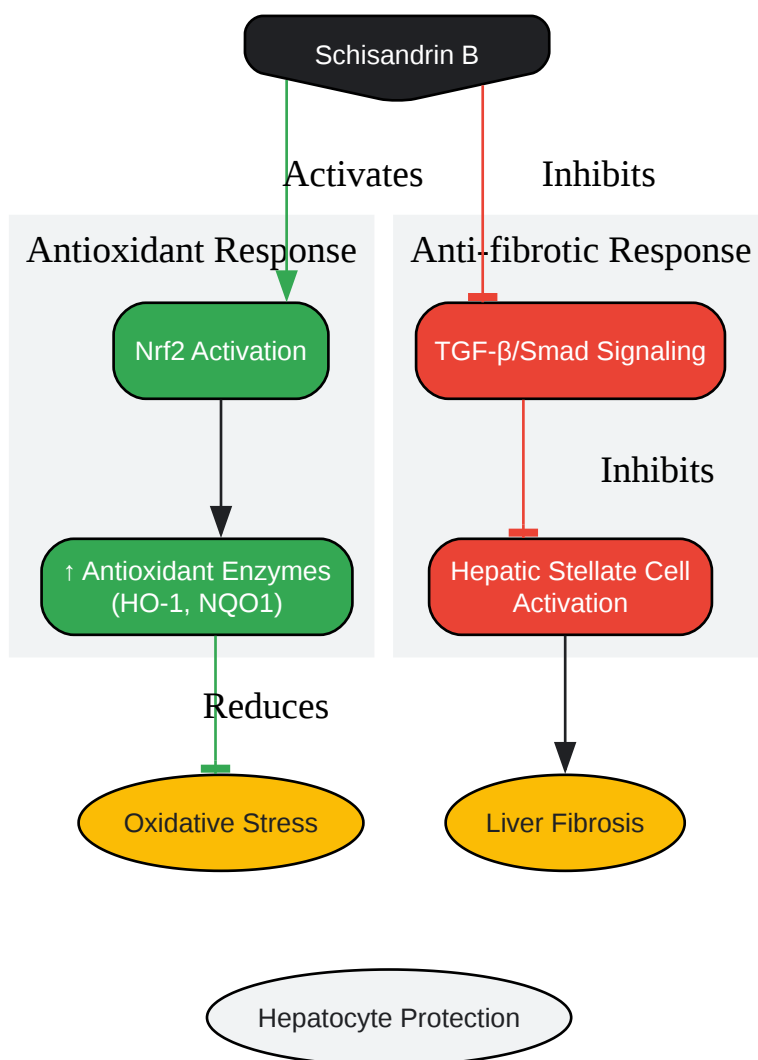 Schisandrin B
Activates
Inhibits
Antioxidant Response
Anti-fibrotic Response
Nrf2 Activation
TGF-β/Smad Signaling
Inhibits
↑ Antioxidant Enzymes
(HO-1, NQO1)
Hepatic Stellate Cell
Activation
Reduces
Oxidative Stress
Liver Fibrosis
Hepatocyte Protection